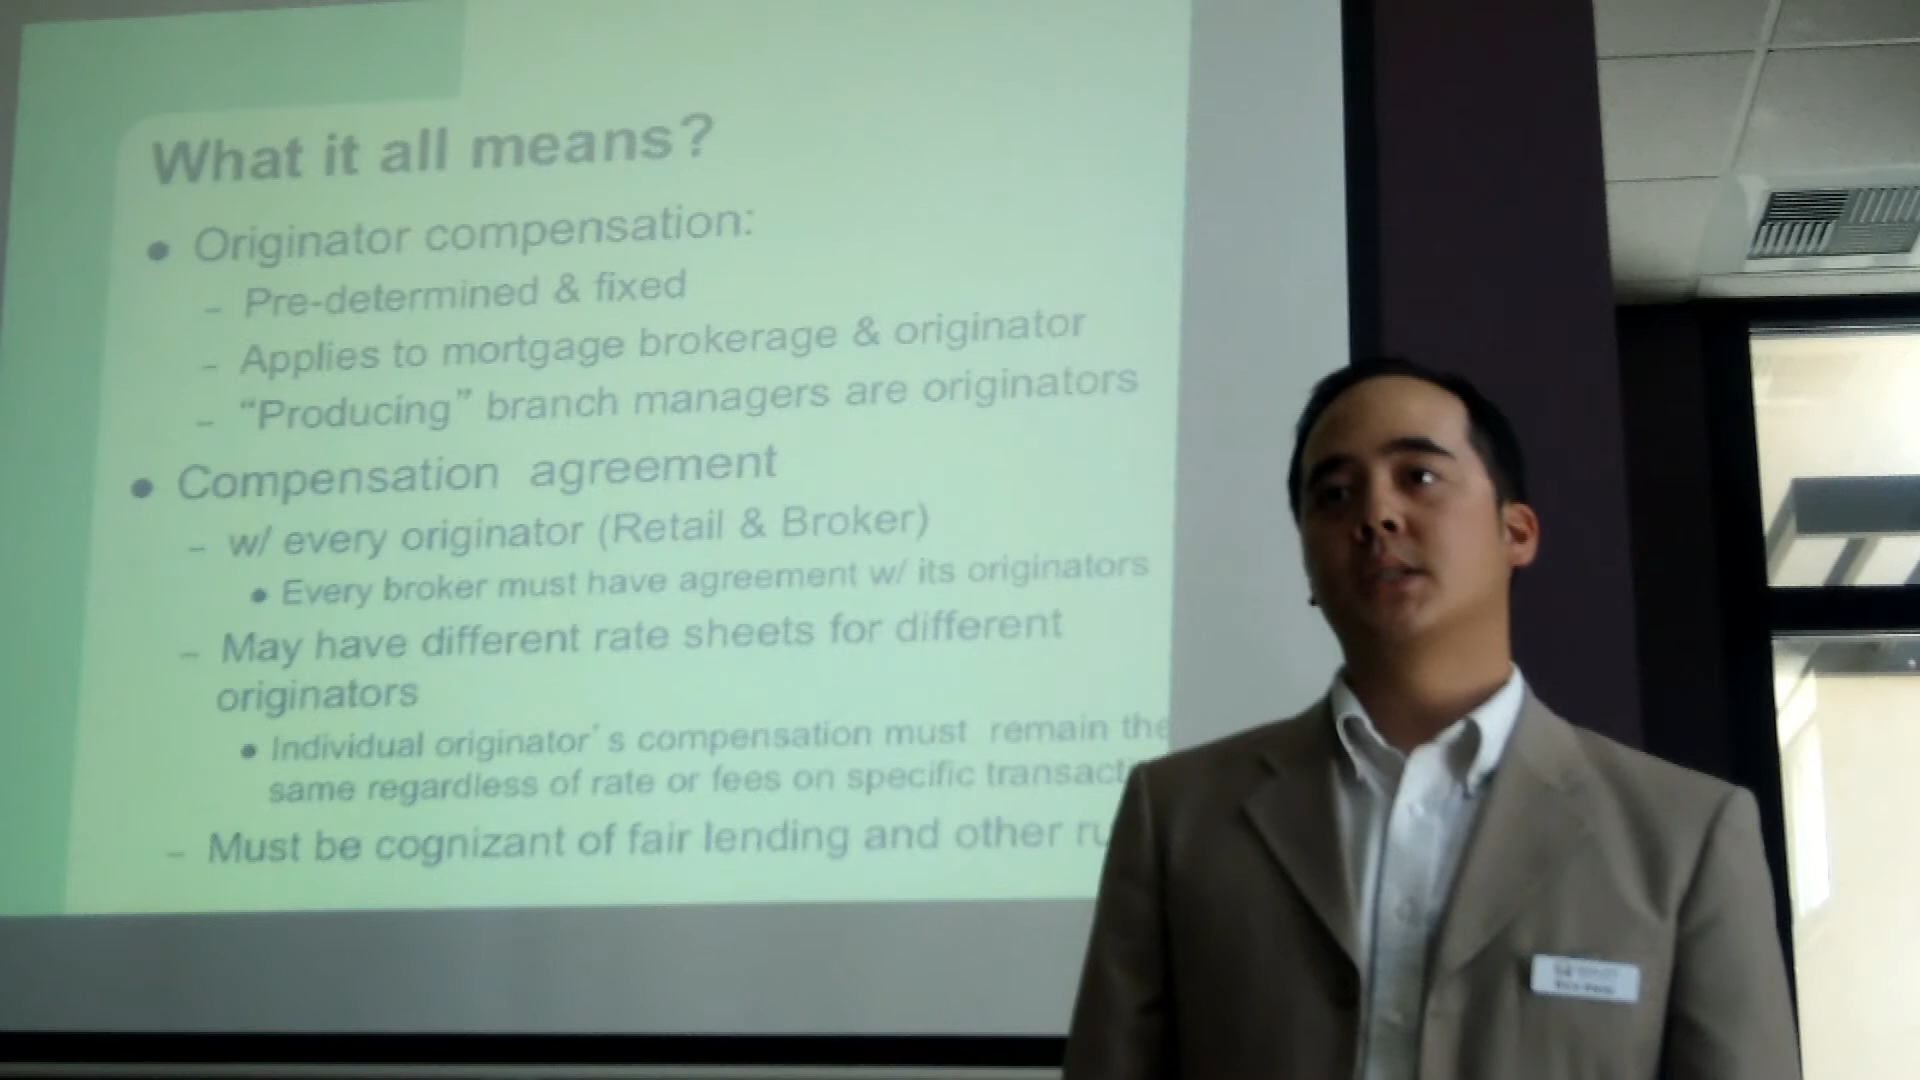 What it all means?
● Originator compensation:
– Pre-determined & fixed
– Applies to mortgage brokerage & originator
– “Producing” branch managers are originators
● Compensation agreement
– w/ every originator (Retail & Broker)
● Every broker must have agreement w/ its originators
– May have different rate sheets for different
originators
● Individual originator’s compensation must remain the
same regardless of rate or fees on specific
– Must be cognizant of fair lending and other